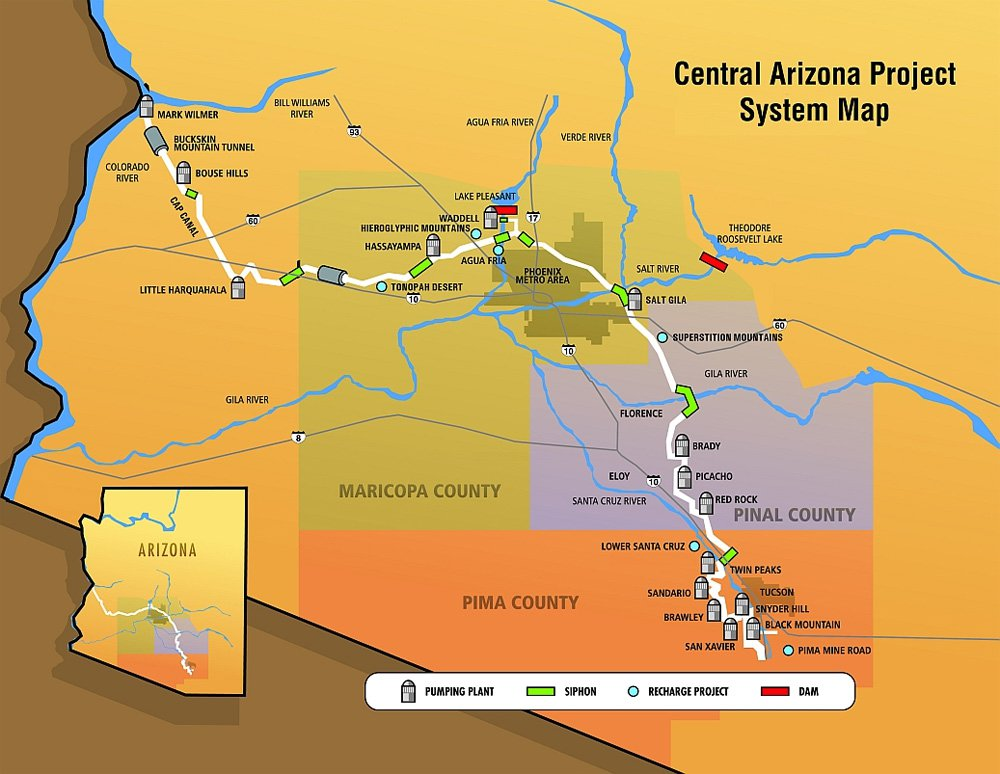 Central Arizona Project
System Map
MARK WILMER
BILL WILLIAMS
RIVER
93
AGUA FRIA RIVER
VERDE RIVER
BUCKSKIN
MOUNTAIN TUNNEL
COLORADO
RIVER
BOUSE HILLS
CAP CANAL
60
LAKE PLEASANT
WADDELL
17
HIEROGLYPHIC MOUNTAINS
HASSAYAMPA
AGUA FRIA
THEODORE
ROOSEVELT LAKE
PHOENIX
METRO AREA
SALT RIVER
LITTLE HARQUAHALA
TONOPAH DESERT
10
SALT GILA
60
SUPERSTITION MOUNTAINS
10
GILA RIVER
GILA RIVER
FLORENCE
8
BRADY
ELOY
10
PICACHO
MARICOPA COUNTY
SANTA CRUZ RIVER
RED ROCK
PINAL COUNTY
LOWER SANTA CRUZ
TWIN PEAKS
ARIZONA
SANDARIO
TUCSON
PIMA COUNTY
SNYDER HILL
BRAWLEY
BLACK MOUNTAIN
SAN XAVIER
PIMA MINE ROAD
PUMPING PLANT
SIPHON
RECHARGE PROJECT
DAM